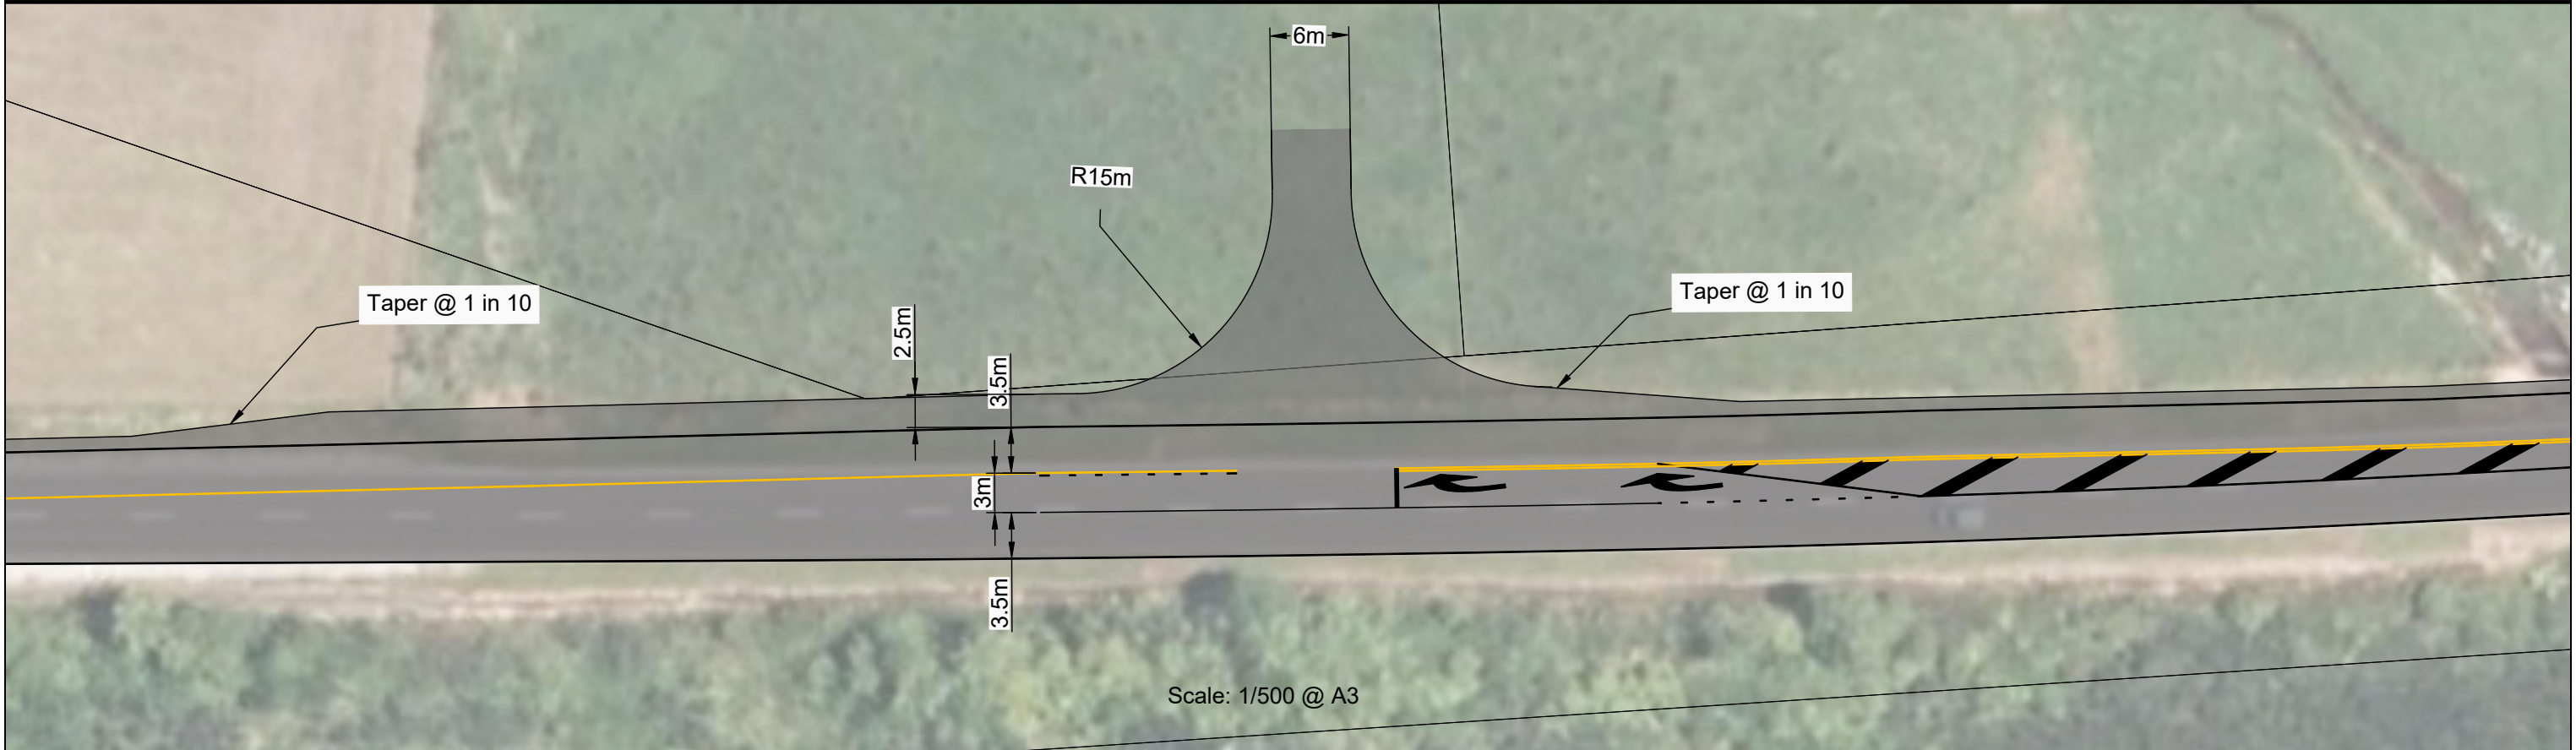 6m
R15m
Taper @ 1 in 10
Taper @ 1 in 10
2.5m
3.5m
3m
3.5m
Scale: 1/500 @ A3